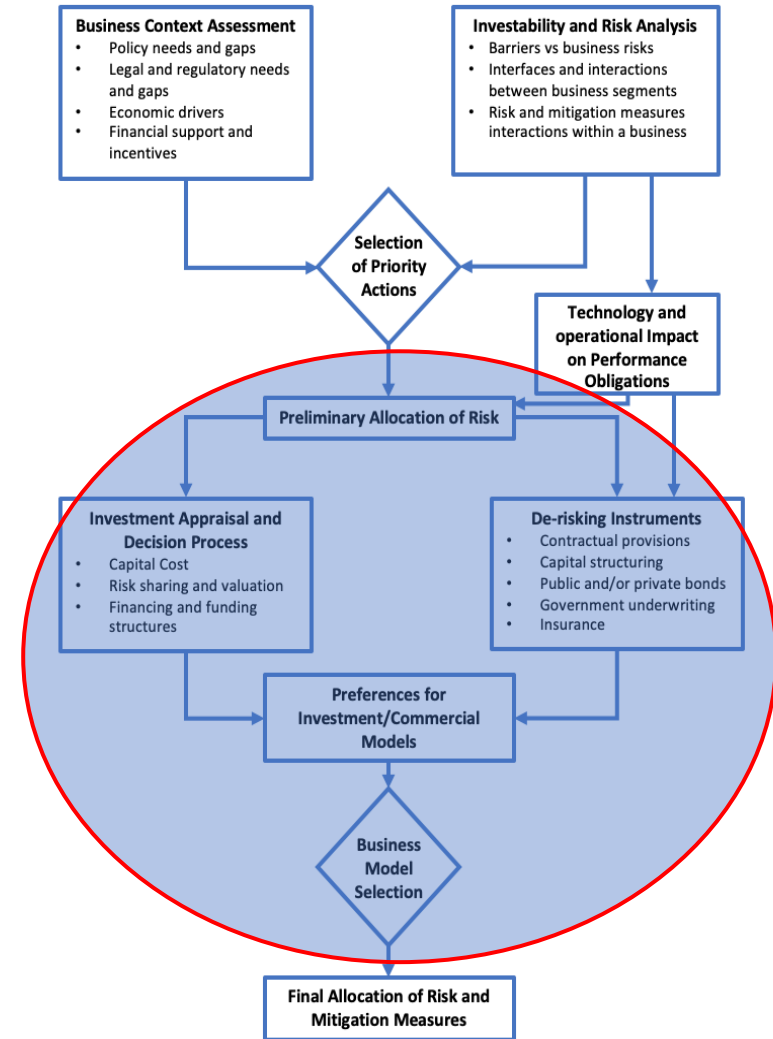 Business Context Assessment
• Policy needs and gaps
• Legal and regulatory needs
and gaps
• Economic drivers
• Financial support and
incentives
Investability and Risk Analysis
• Barriers vs business risks
• Interfaces and interactions
between business segments
• Risk and mitigation measures
interactions within a business
Selection
of Priority
Actions
Technology and
operational Impact
on Performance
Obligations
Preliminary Allocation of Risk
Investment Appraisal and
Decision Process
• Capital Cost
• Risk sharing and valuation
• Financing and funding
structures
De-risking Instruments
• Contractual provisions
• Capital structuring
• Public and/or private bonds
• Government underwriting
• Insurance
Preferences for
Investment/Commercial
Models
Business
Model
Selection
Final Allocation of Risk and
Mitigation Measures